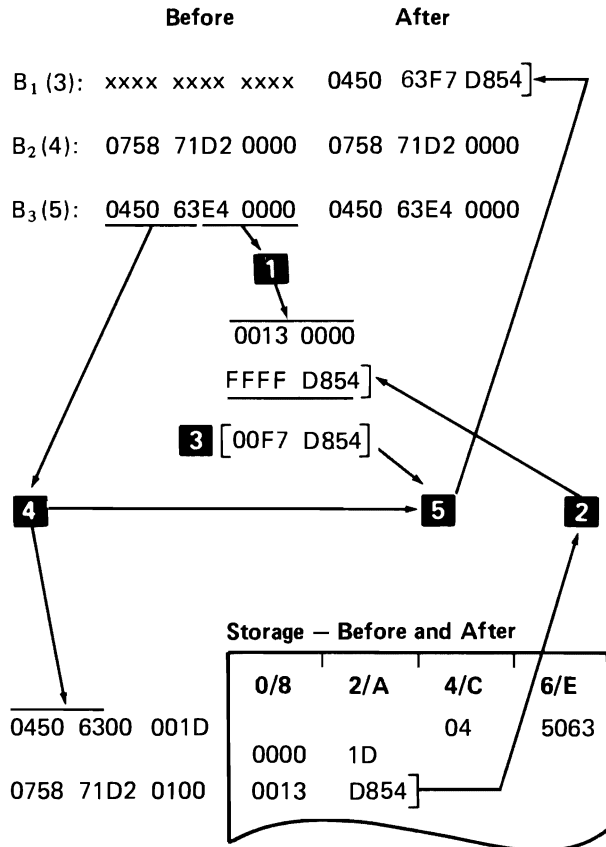 Before After
B₁ (3): xxxx xxxx xxxx 0450 63F7 D854]
B₂ (4): 0758 71D2 0000 0758 71D2 0000
B₃ (5): 0450 63E4 0000 0450 63E4 0000
1
0013 0000
FFFF D854]
3 [00F7 D854]
4 5 2
Storage — Before and After
0/8 2/A 4/C 6/E
0450 6300 001D 04 5063
0000 1D
0758 71D2 0100 0013 D854]